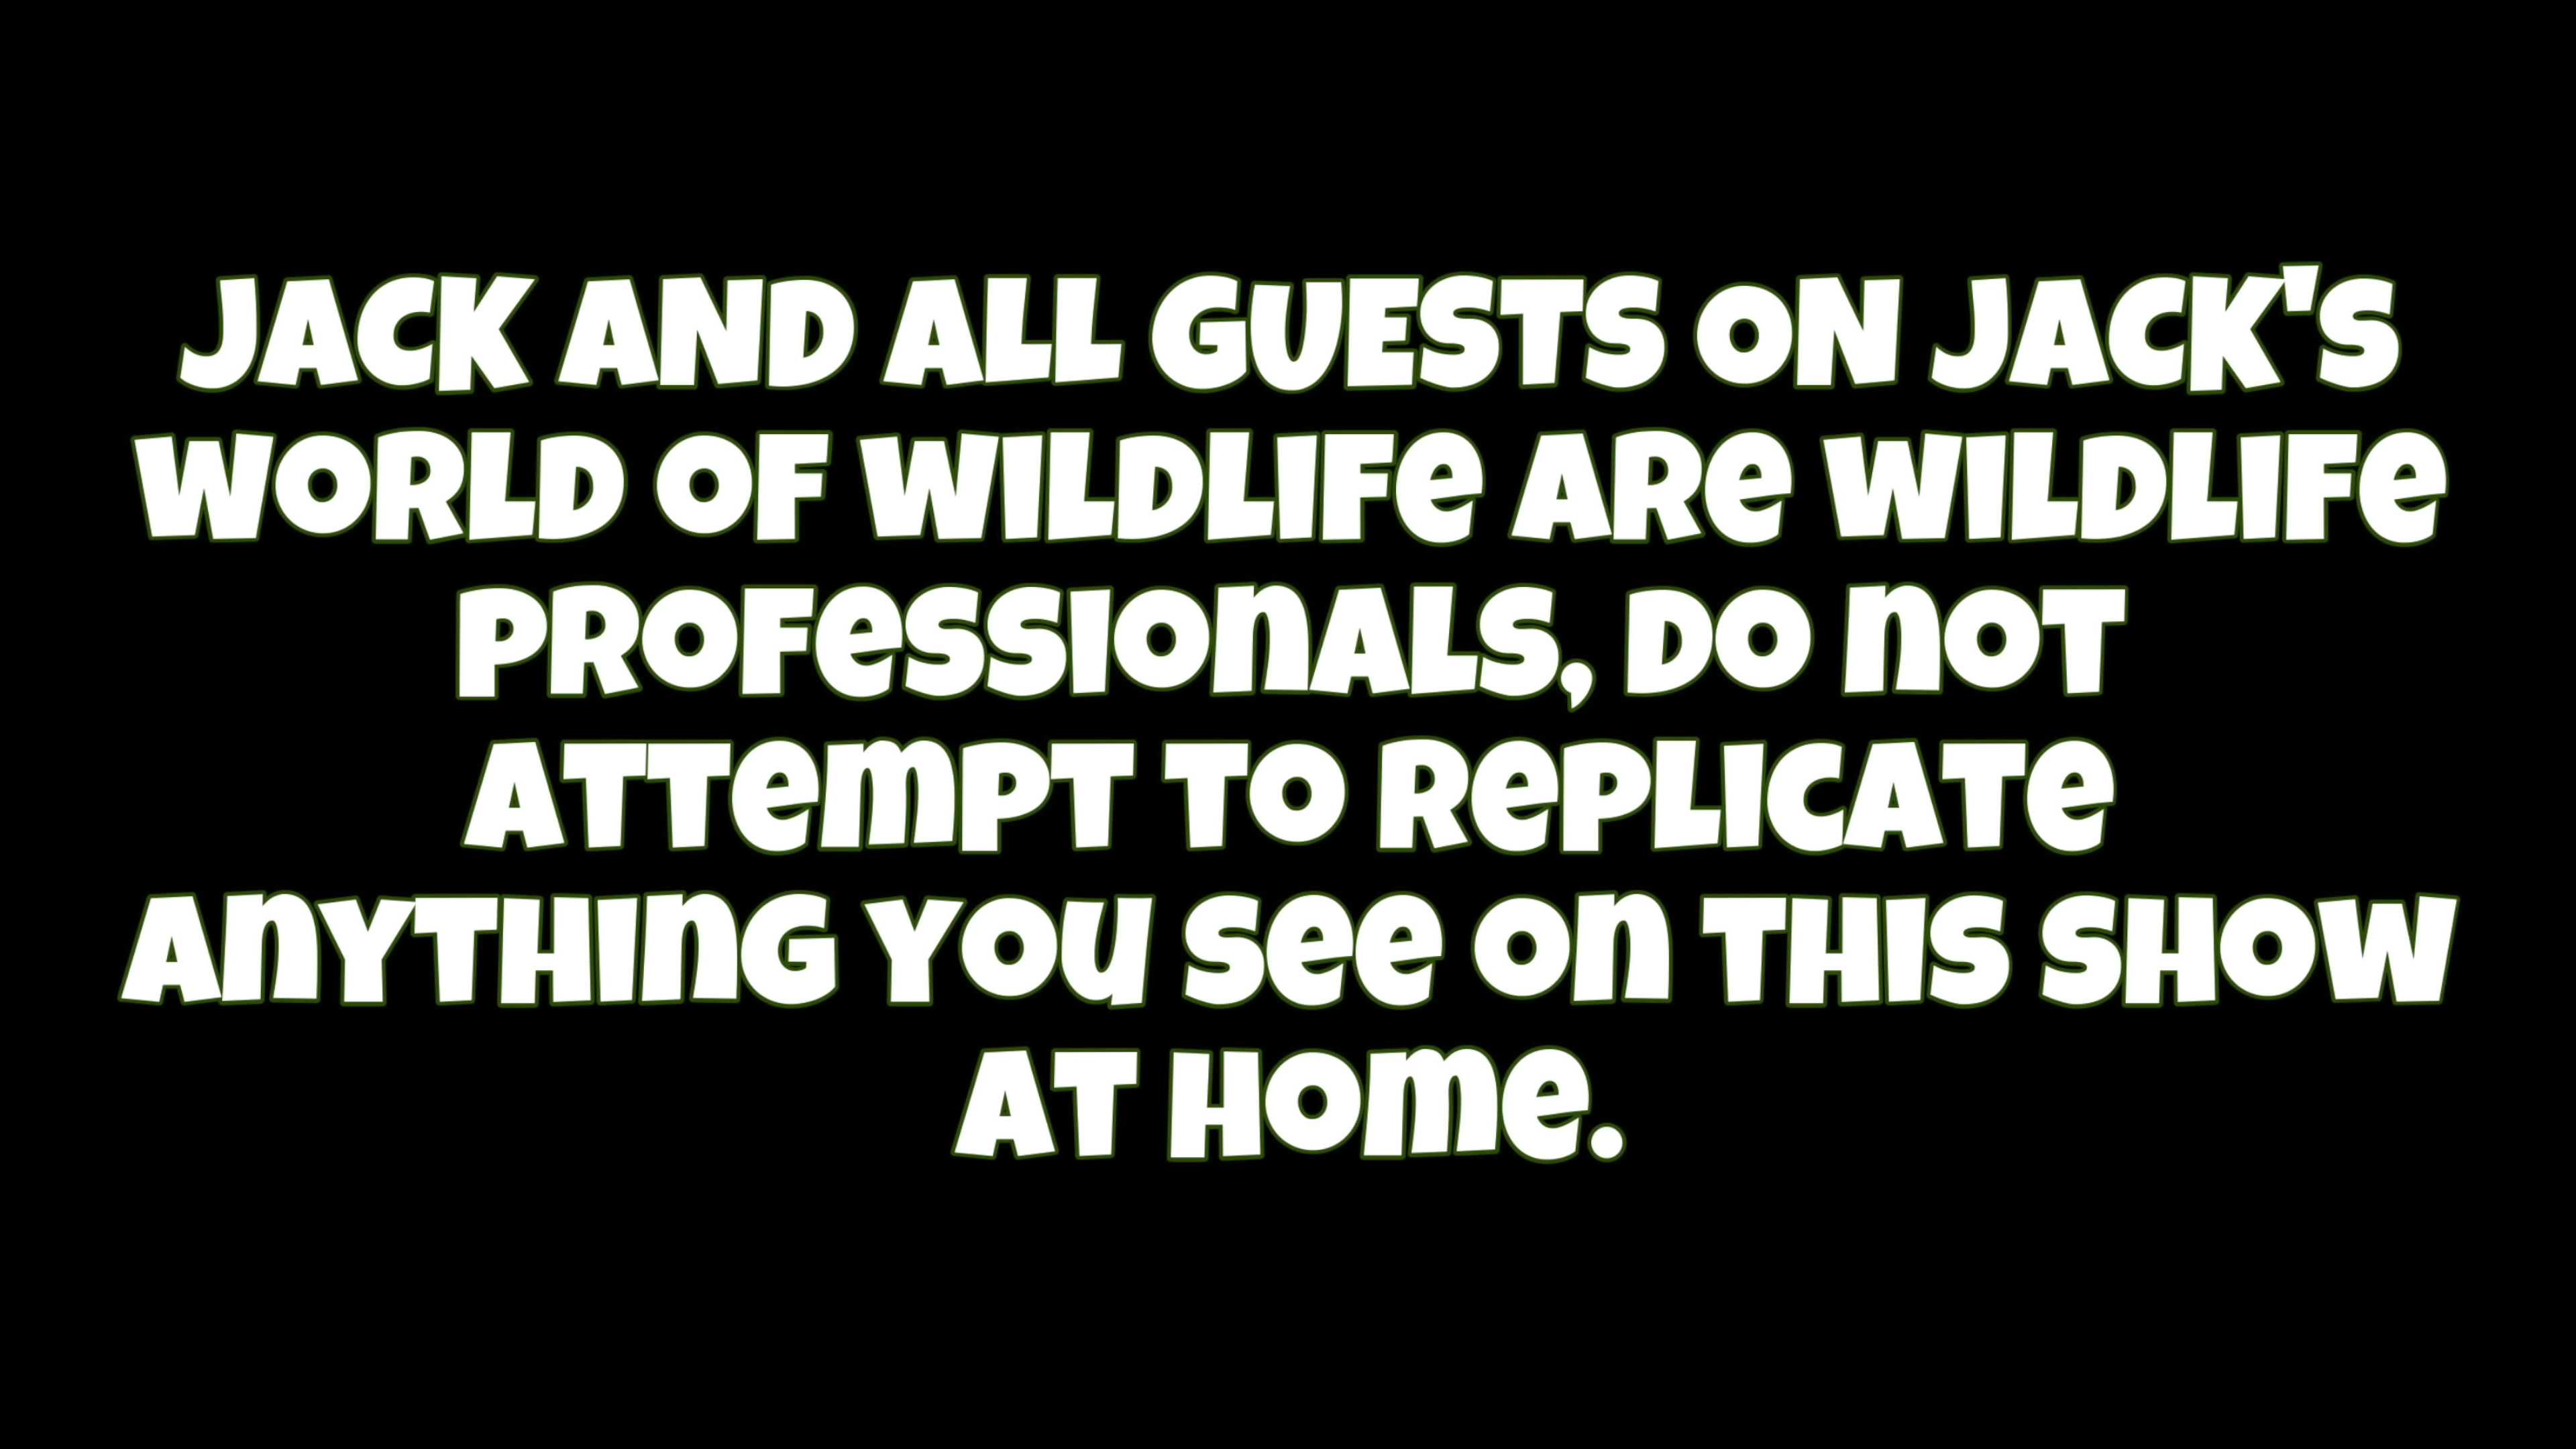 JACK AND ALL GUESTS ON JACK'S
WORLD OF WILDLIFe ARe WILDLIFe
PROFeSSIOnALS, DO nOT
ATTemPT TO RePLICATe
AnYTHInG YOu See On THIS SHOW
AT HOme.